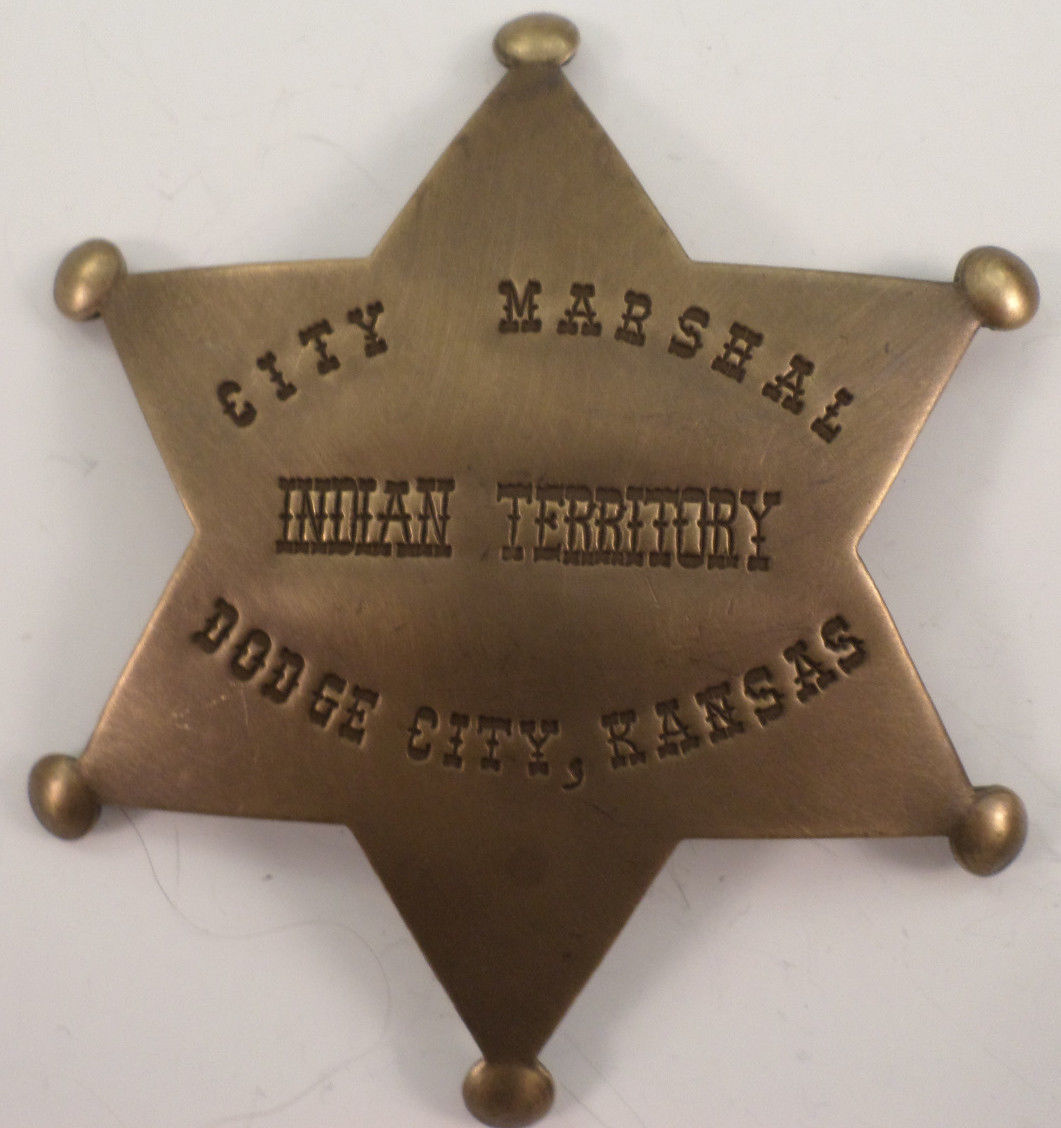 CITY MARSHAL
INDIAN TERRITORY
DODGE CITY, KANSAS